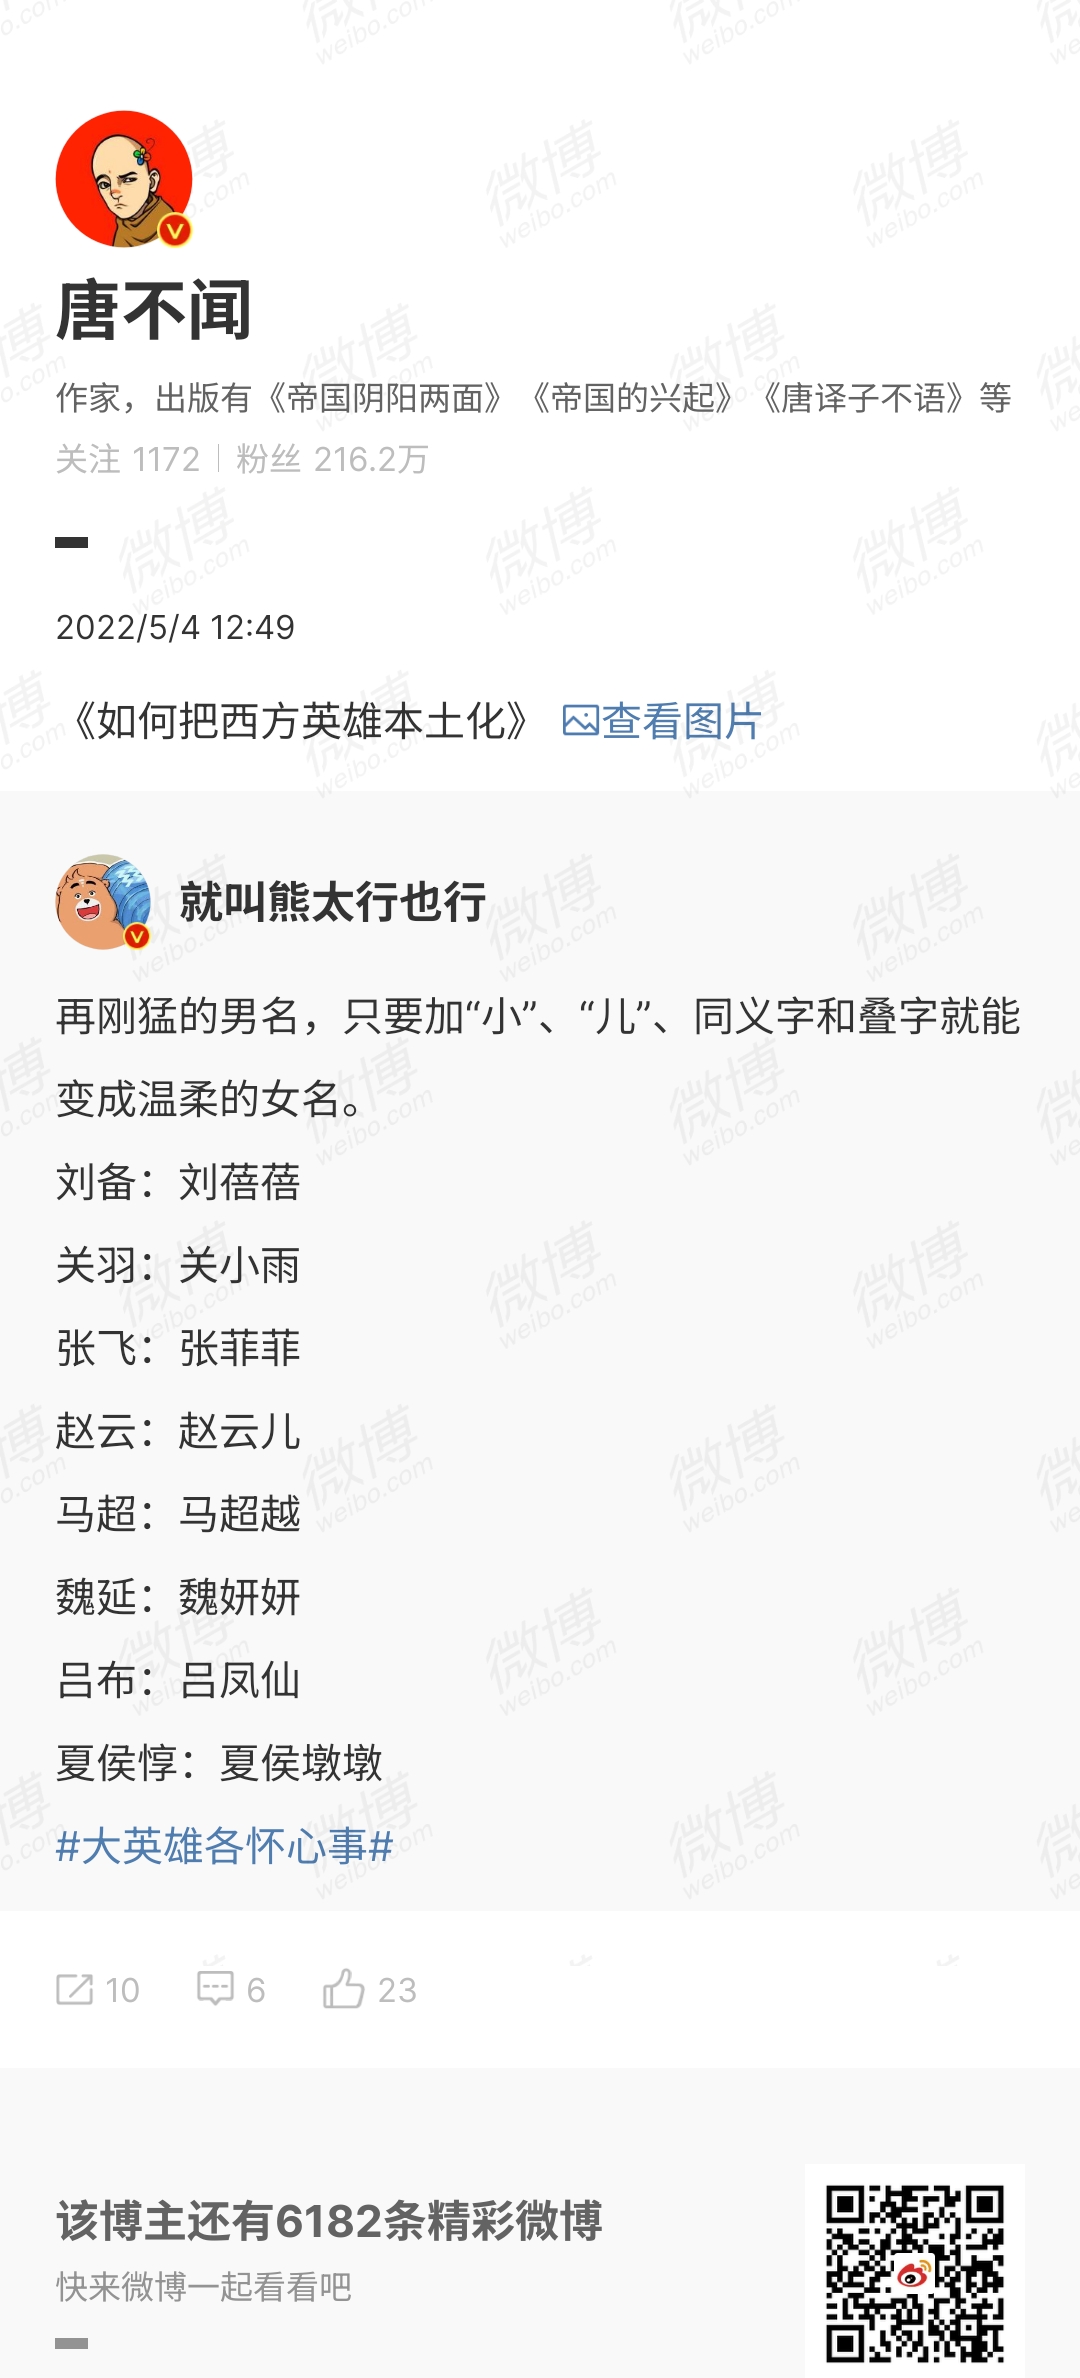 唐不闻
作家，出版有《帝国阴阳两面》《帝国的兴起》《唐译子不语》等
关注 1172 | 粉丝 216.2万
2022/5/4 12:49
《如何把西方英雄本土化》 查看图片
就叫熊太行也行
再刚猛的男名，只要加“小”、“儿”、同义字和叠字就能
变成温柔的女名。
刘备：刘蓓蓓
关羽：关小雨
张飞：张菲菲
赵云：赵云儿
马超：马超越
魏延：魏妍妍
吕布：吕凤仙
夏侯惇：夏侯墩墩
#大英雄各怀心事#
10 6 23
该博主还有6182条精彩微博
快来微博一起看看吧
微博
weibo.com